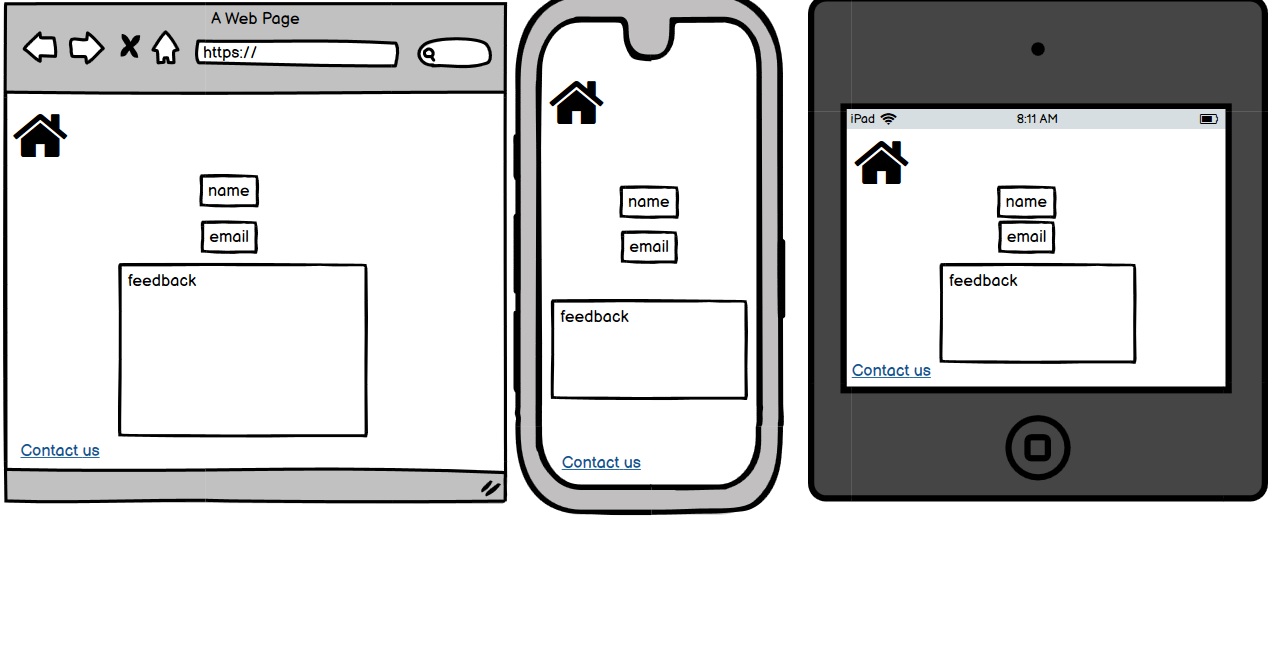 A Web Page
https://
name
email
feedback
Contact us
name
email
feedback
Contact us
iPad
8:11 AM
name
email
feedback
Contact us